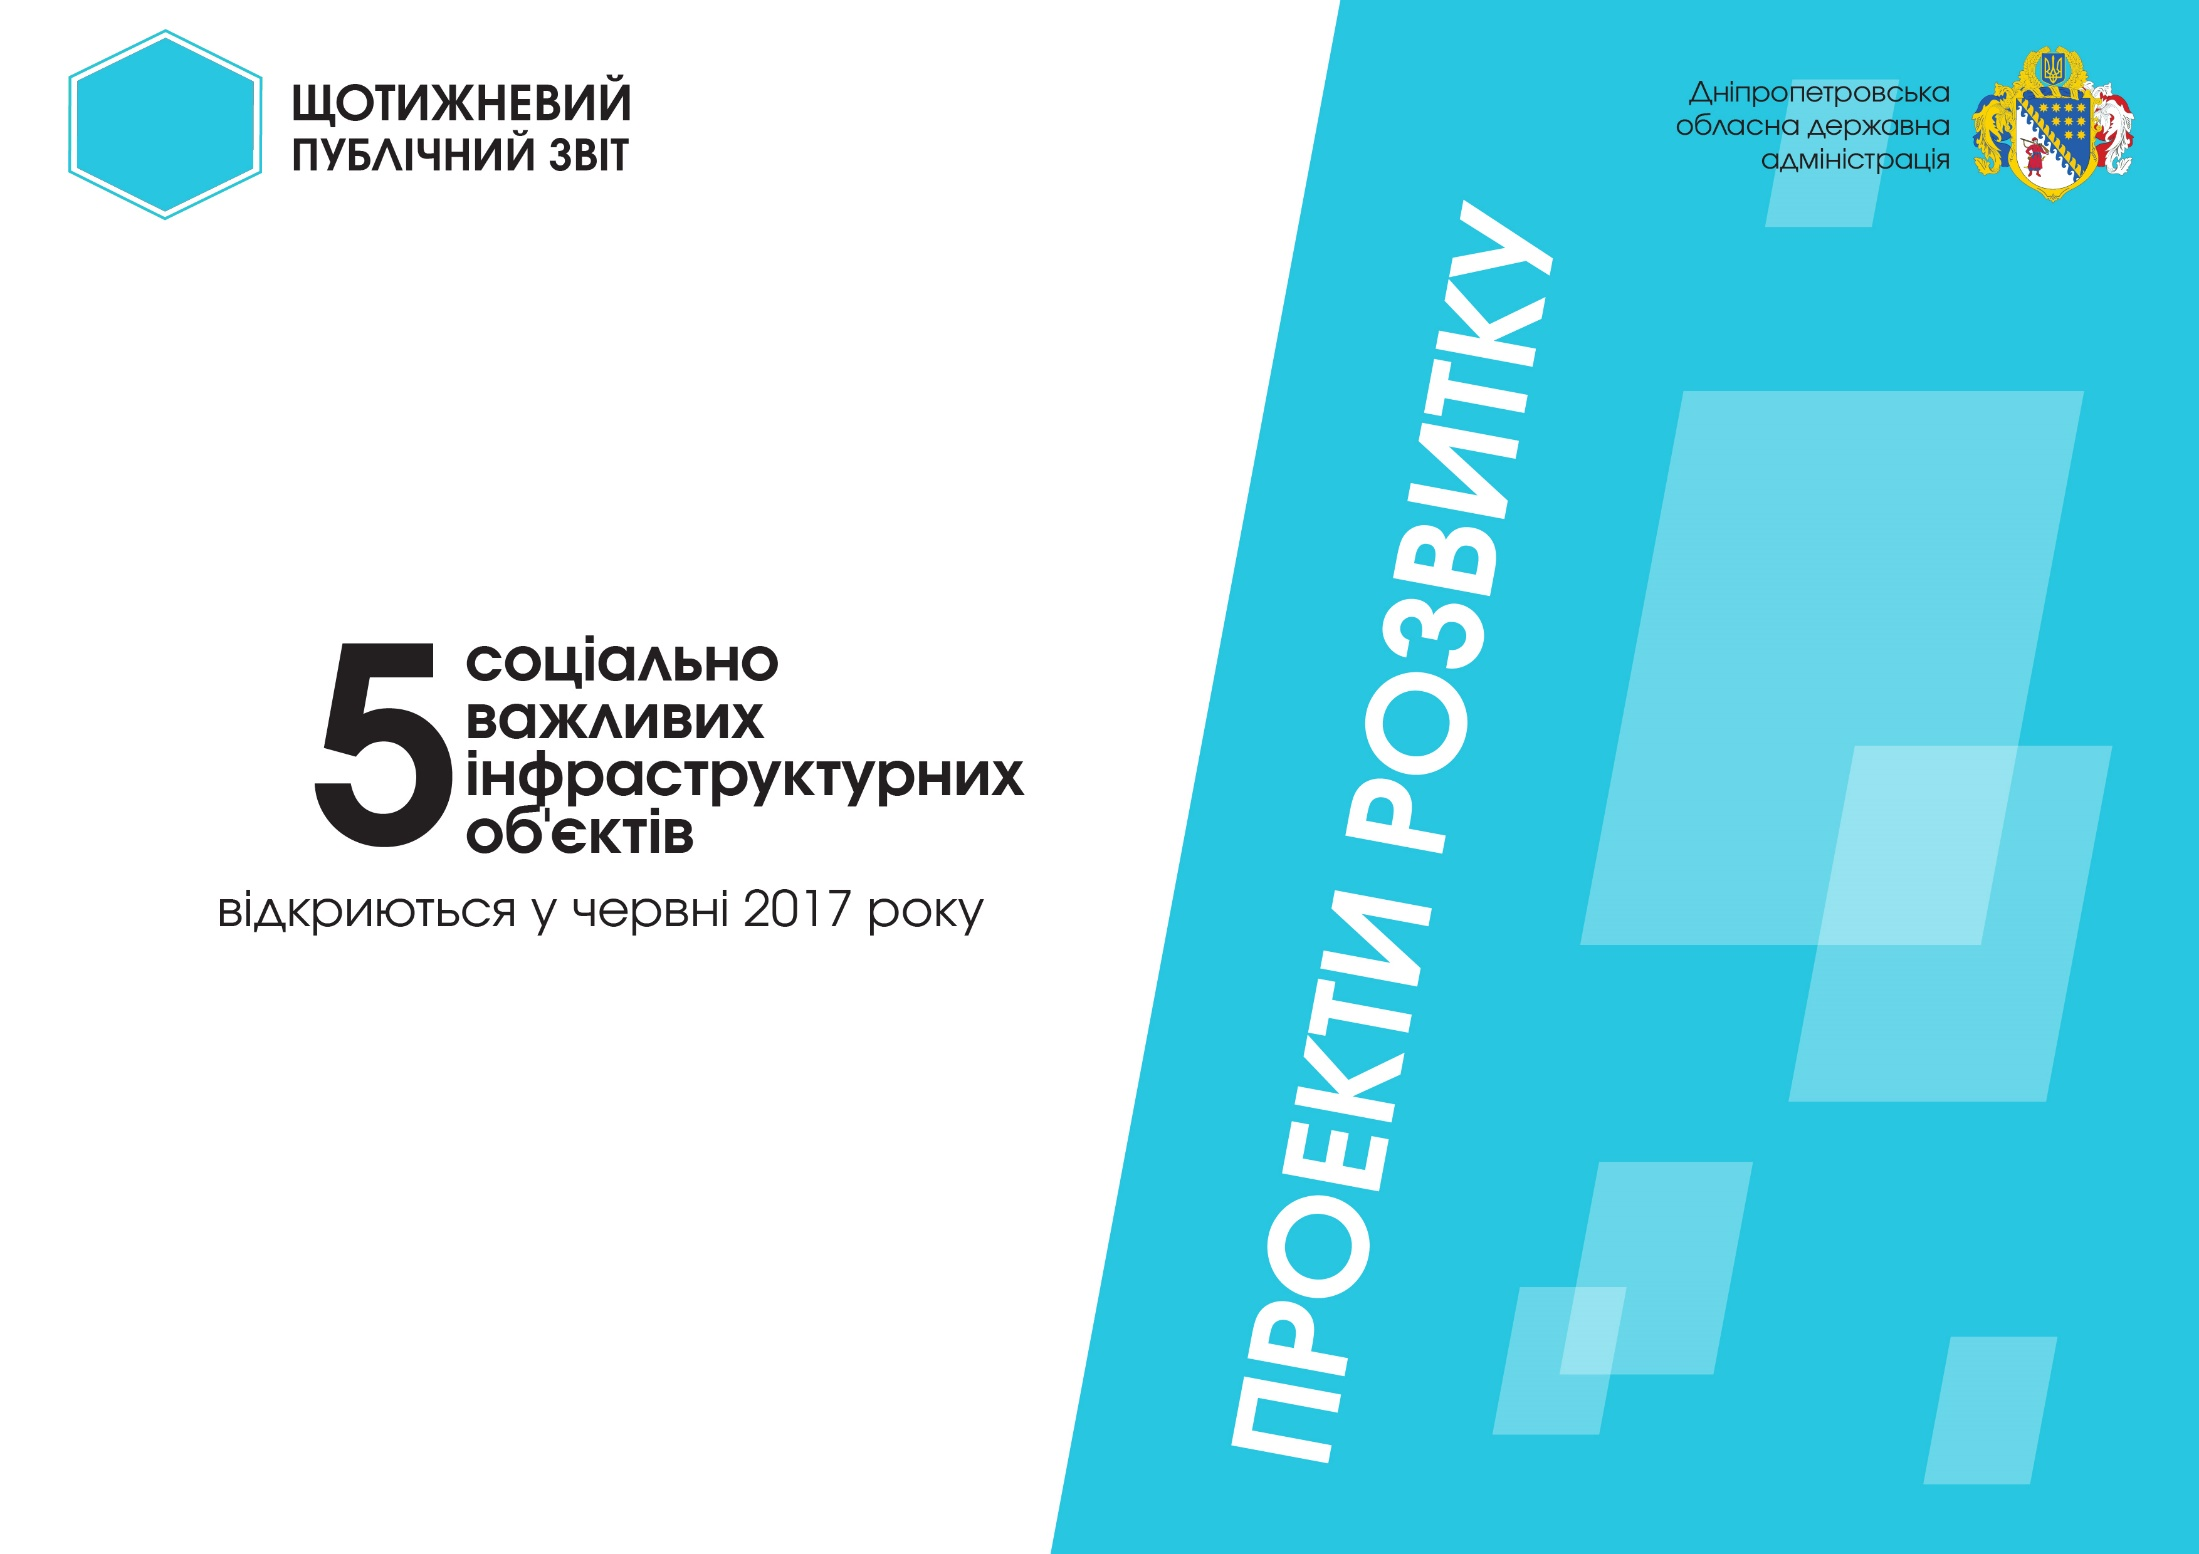 ЩОТИЖНЕВИЙ
ПУБЛІЧНИЙ ЗВІТ
Дніпропетровська
обласна державна
адміністрація
5
соціально
важливих
інфраструктурних
об'єктів
відкриються у червні 2017 року
ПРОЕКТИ РОЗВИТКУ